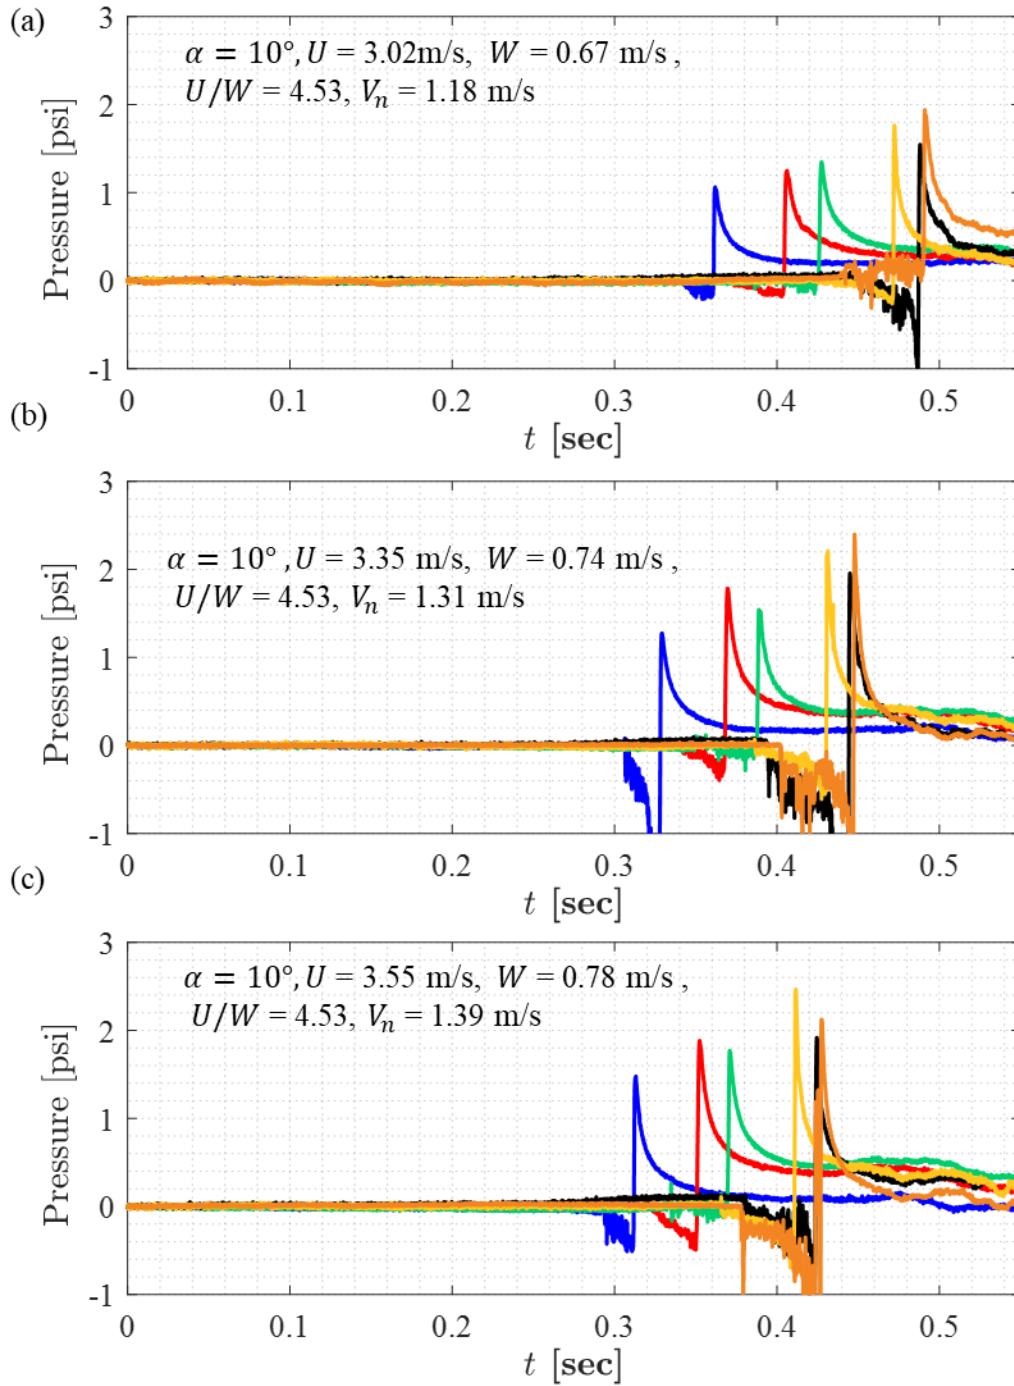 (a)
3
2
1
0
-1
Pressure [psi]
α = 10°, U = 3.02m/s, W = 0.67 m/s ,
U/W = 4.53, Vₙ = 1.18 m/s
0 0.1 0.2 0.3 0.4 0.5
t [sec]
(b)
3
2
1
0
-1
Pressure [psi]
α = 10° , U = 3.35 m/s, W = 0.74 m/s ,
U/W = 4.53, Vₙ = 1.31 m/s
0 0.1 0.2 0.3 0.4 0.5
t [sec]
(c)
3
2
1
0
-1
Pressure [psi]
α = 10°, U = 3.55 m/s, W = 0.78 m/s ,
U/W = 4.53, Vₙ = 1.39 m/s
0 0.1 0.2 0.3 0.4 0.5
t [sec]